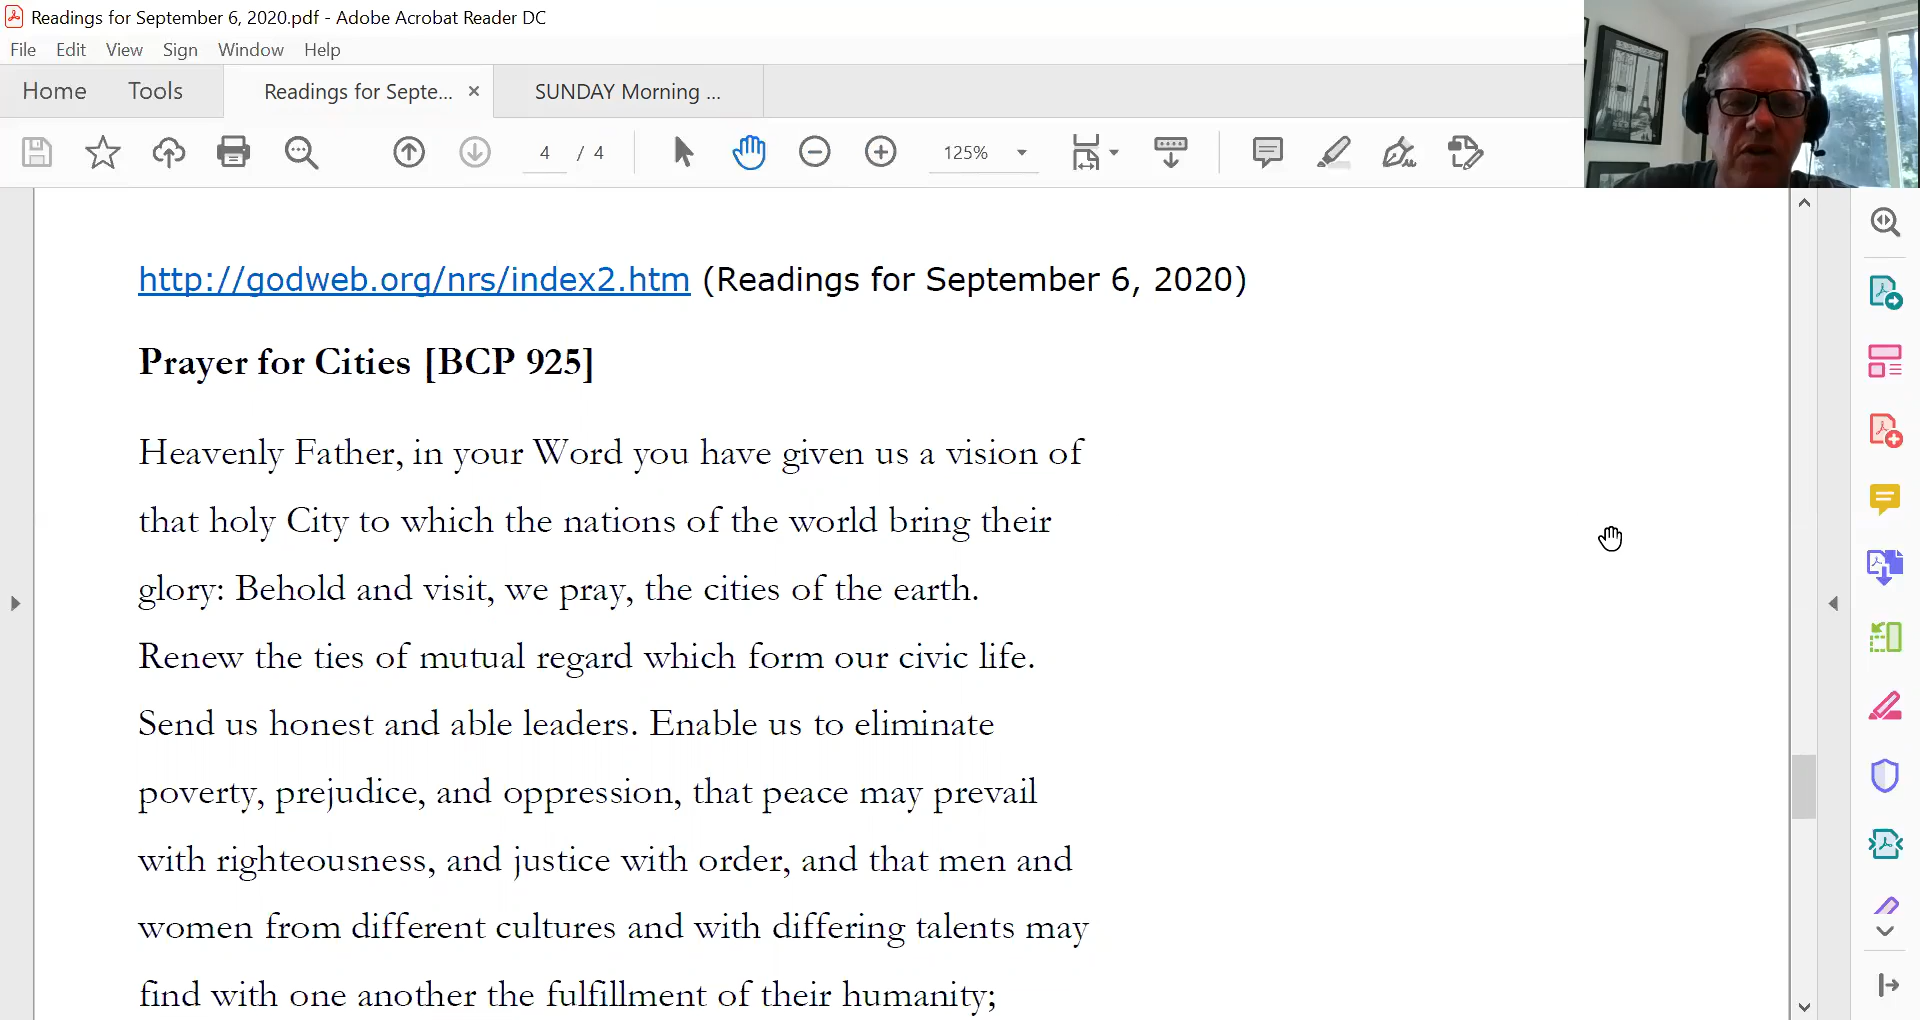 Readings for September 6, 2020.pdf - Adobe Acrobat Reader DC
File Edit View Sign Window Help
Home Tools Readings for Septe... × SUNDAY Morning ...
4 / 4 125%
http://godweb.org/nrs/index2.htm (Readings for September 6, 2020)
Prayer for Cities [BCP 925]
Heavenly Father, in your Word you have given us a vision of
that holy City to which the nations of the world bring their
glory: Behold and visit, we pray, the cities of the earth.
Renew the ties of mutual regard which form our civic life.
Send us honest and able leaders. Enable us to eliminate
poverty, prejudice, and oppression, that peace may prevail
with righteousness, and justice with order, and that men and
women from different cultures and with differing talents may
find with one another the fulfillment of their humanity;